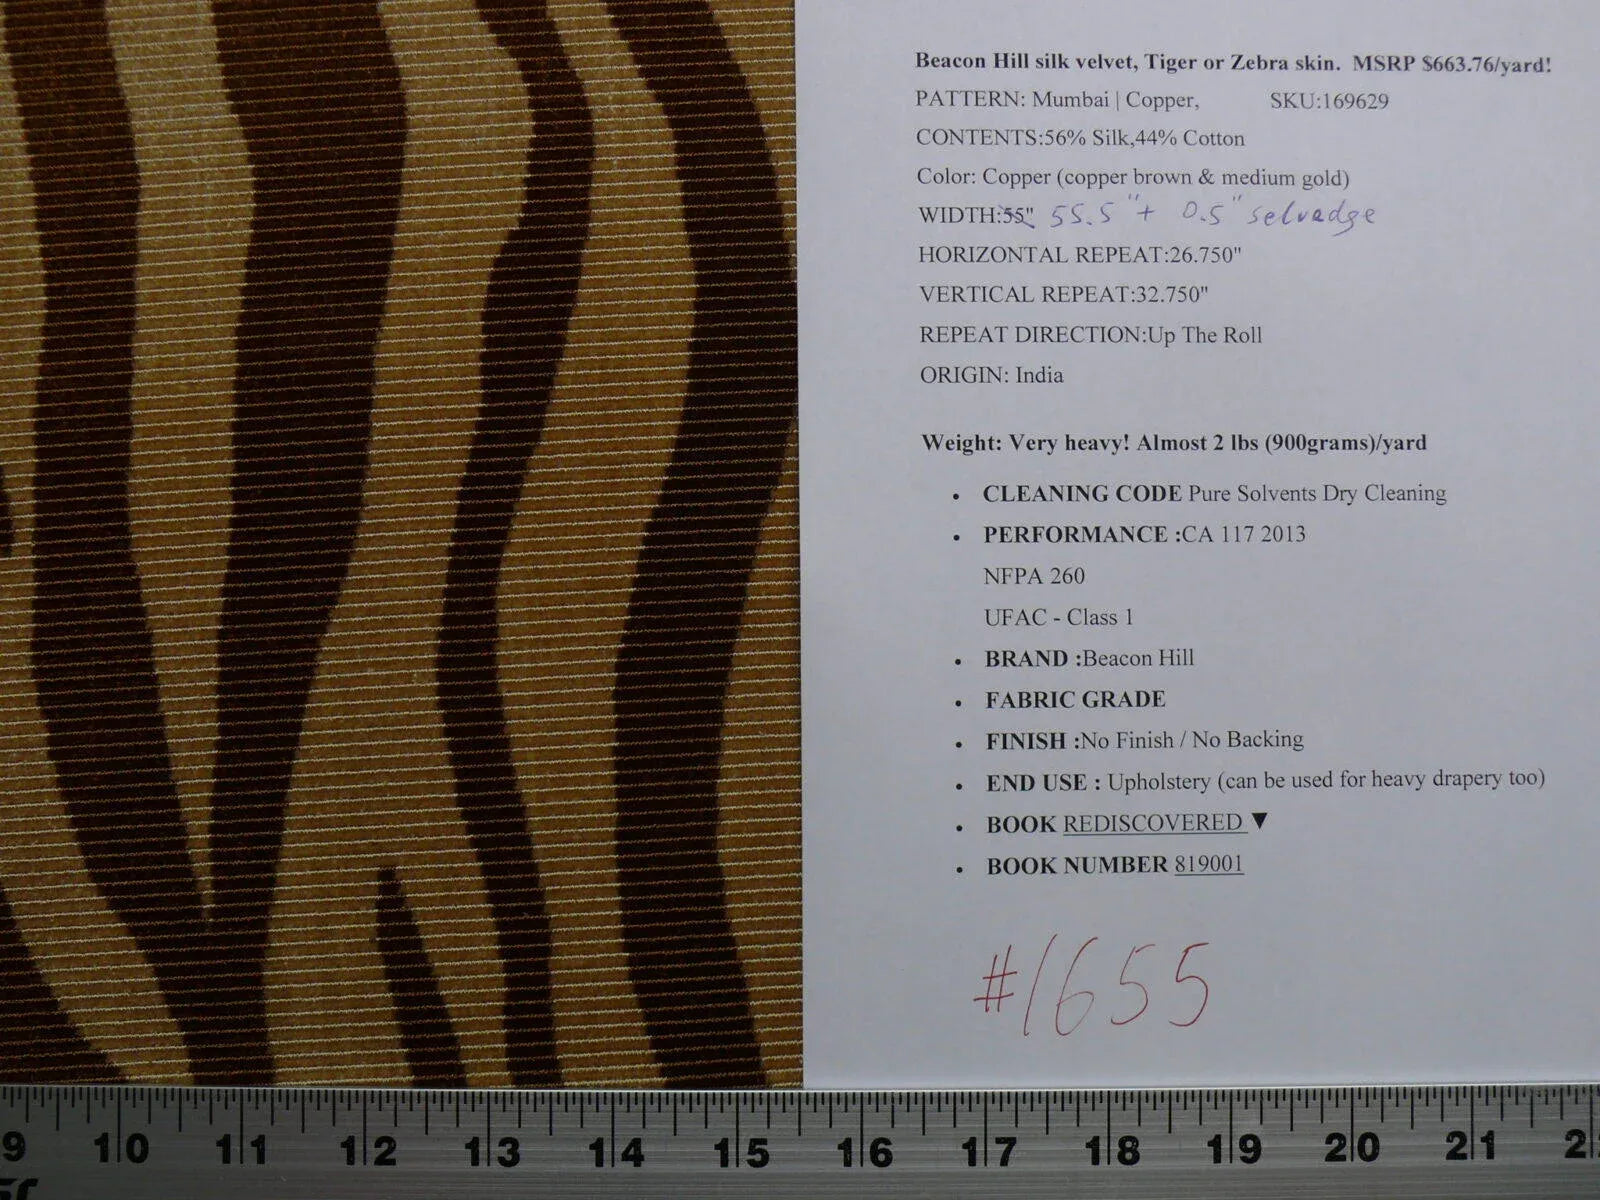 Beacon Hill silk velvet, Tiger or Zebra skin. MSRP $663.76/yard!
PATTERN: Mumbai | Copper, SKU:169629
CONTENTS:56% Silk,44% Cotton
Color: Copper (copper brown & medium gold)
WIDTH:55" 55.5" + 0.5" selvadge
HORIZONTAL REPEAT:26.750"
VERTICAL REPEAT:32.750"
REPEAT DIRECTION:Up The Roll
ORIGIN: India
Weight: Very heavy! Almost 2 lbs (900grams)/yard
• CLEANING CODE Pure Solvents Dry Cleaning
• PERFORMANCE :CA 117 2013
NFPA 260
UFAC - Class 1
• BRAND :Beacon Hill
• FABRIC GRADE
• FINISH :No Finish / No Backing
• END USE : Upholstery (can be used for heavy drapery too)
• BOOK REDISCOVERED ▼
• BOOK NUMBER 819001
#1655
9 10 11 12 13 14 15 16 17 18 19 20 21